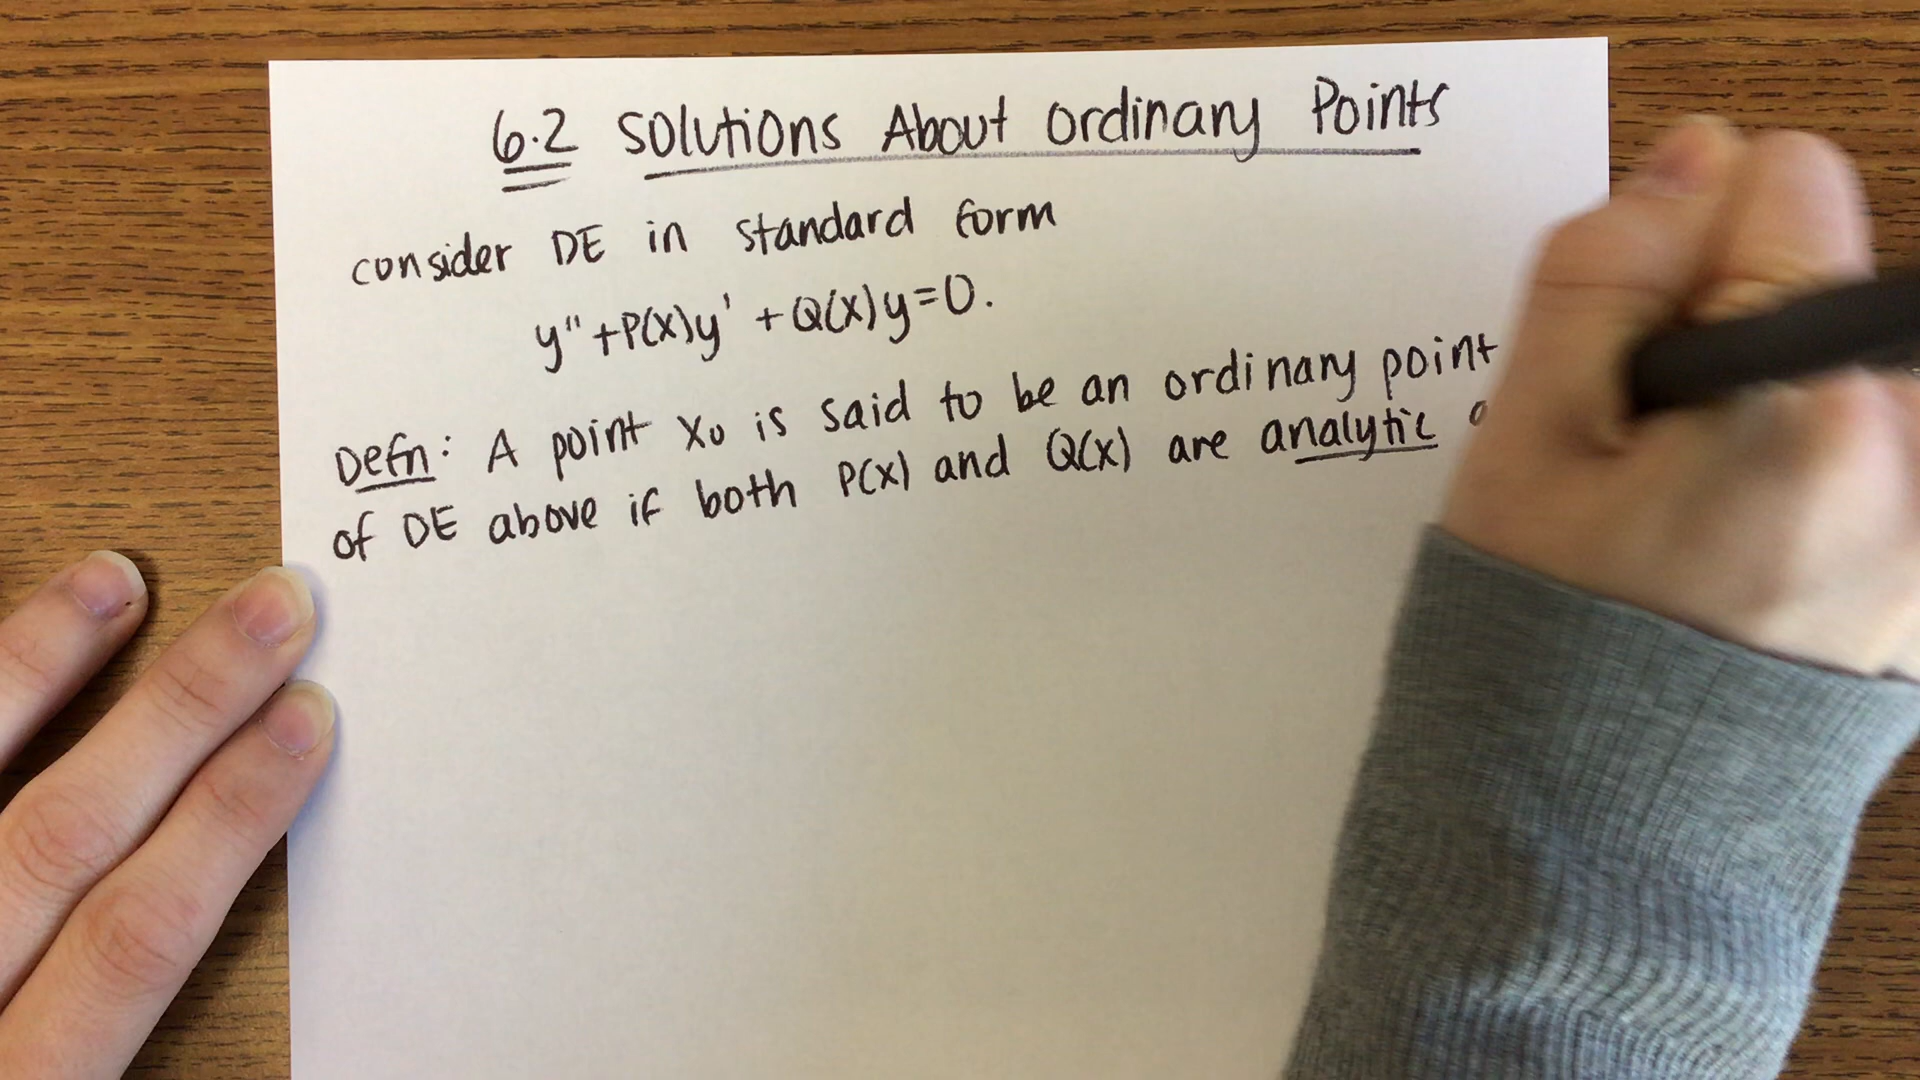 6.2 Solutions About Ordinary Points
consider DE in standard form
y" + P(x)y' + Q(x)y = 0.
Defn: A point x₀ is said to be an ordinary point
of DE above if both P(x) and Q(x) are analytic